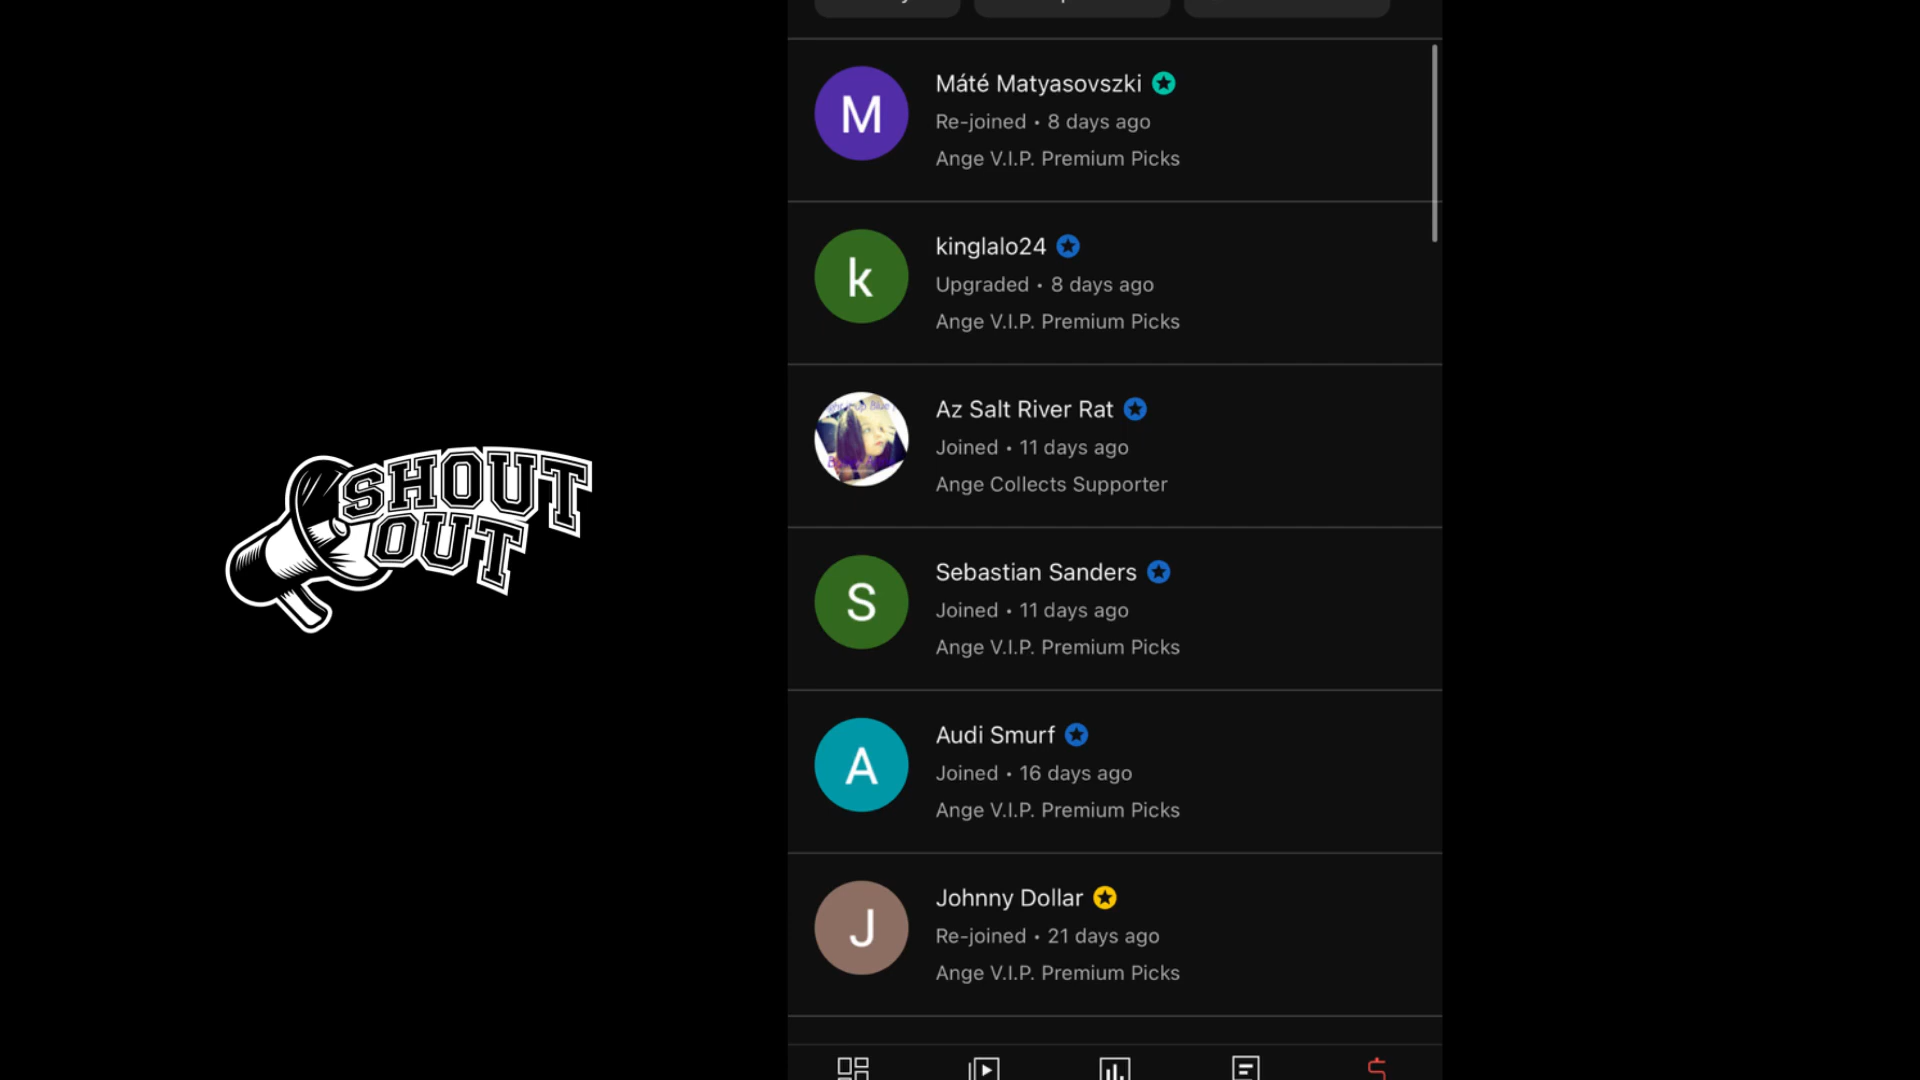 SHOUT
OUT
M
Máté Matyasovszki
Re-joined • 8 days ago
Ange V.I.P. Premium Picks
k
kinglalo24
Upgraded • 8 days ago
Ange V.I.P. Premium Picks
Az Salt River Rat
Joined • 11 days ago
Ange Collects Supporter
S
Sebastian Sanders
Joined • 11 days ago
Ange V.I.P. Premium Picks
A
Audi Smurf
Joined • 16 days ago
Ange V.I.P. Premium Picks
J
Johnny Dollar
Re-joined • 21 days ago
Ange V.I.P. Premium Picks